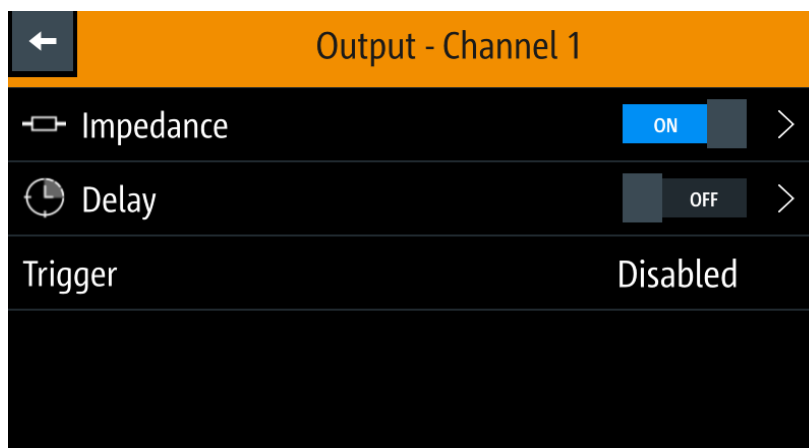 Output - Channel 1
Impedance ON
Delay OFF
Trigger Disabled